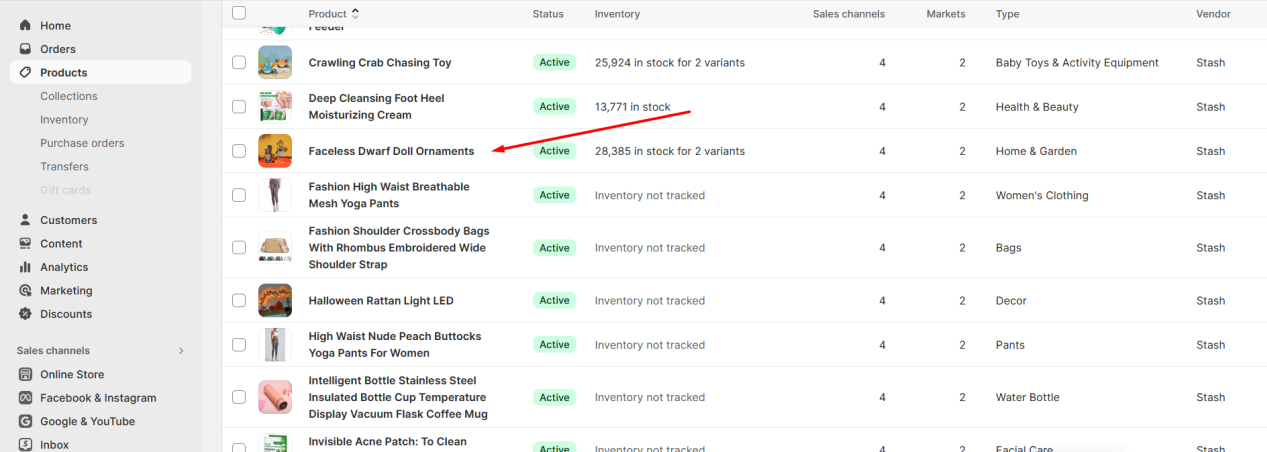 Home
Orders
Products
Collections
Inventory
Purchase orders
Transfers
Gift cards
Customers
Content
Analytics
Marketing
Discounts
Sales channels
Online Store
Facebook & Instagram
Google & YouTube
Inbox
Product Status Inventory Sales channels Markets Type Vendor
Feeder
Crawling Crab Chasing Toy Active 25,924 in stock for 2 variants 4 2 Baby Toys & Activity Equipment Stash
Deep Cleansing Foot Heel
Moisturizing Cream Active 13,771 in stock 4 2 Health & Beauty Stash
Faceless Dwarf Doll Ornaments Active 28,385 in stock for 2 variants 4 2 Home & Garden Stash
Fashion High Waist Breathable
Mesh Yoga Pants Active Inventory not tracked 4 2 Women's Clothing Stash
Fashion Shoulder Crossbody Bags
With Rhombus Embroidered Wide Active Inventory not tracked 4 2 Bags Stash
Shoulder Strap
Halloween Rattan Light LED Active Inventory not tracked 4 2 Decor Stash
High Waist Nude Peach Buttocks
Yoga Pants For Women Active Inventory not tracked 4 2 Pants Stash
Intelligent Bottle Stainless Steel
Insulated Bottle Cup Temperature Active Inventory not tracked 4 2 Water Bottle Stash
Display Vacuum Flask Coffee Mug
Invisible Acne Patch: To Clean
Active Inventory not tracked 4 2 Facial Care Stash